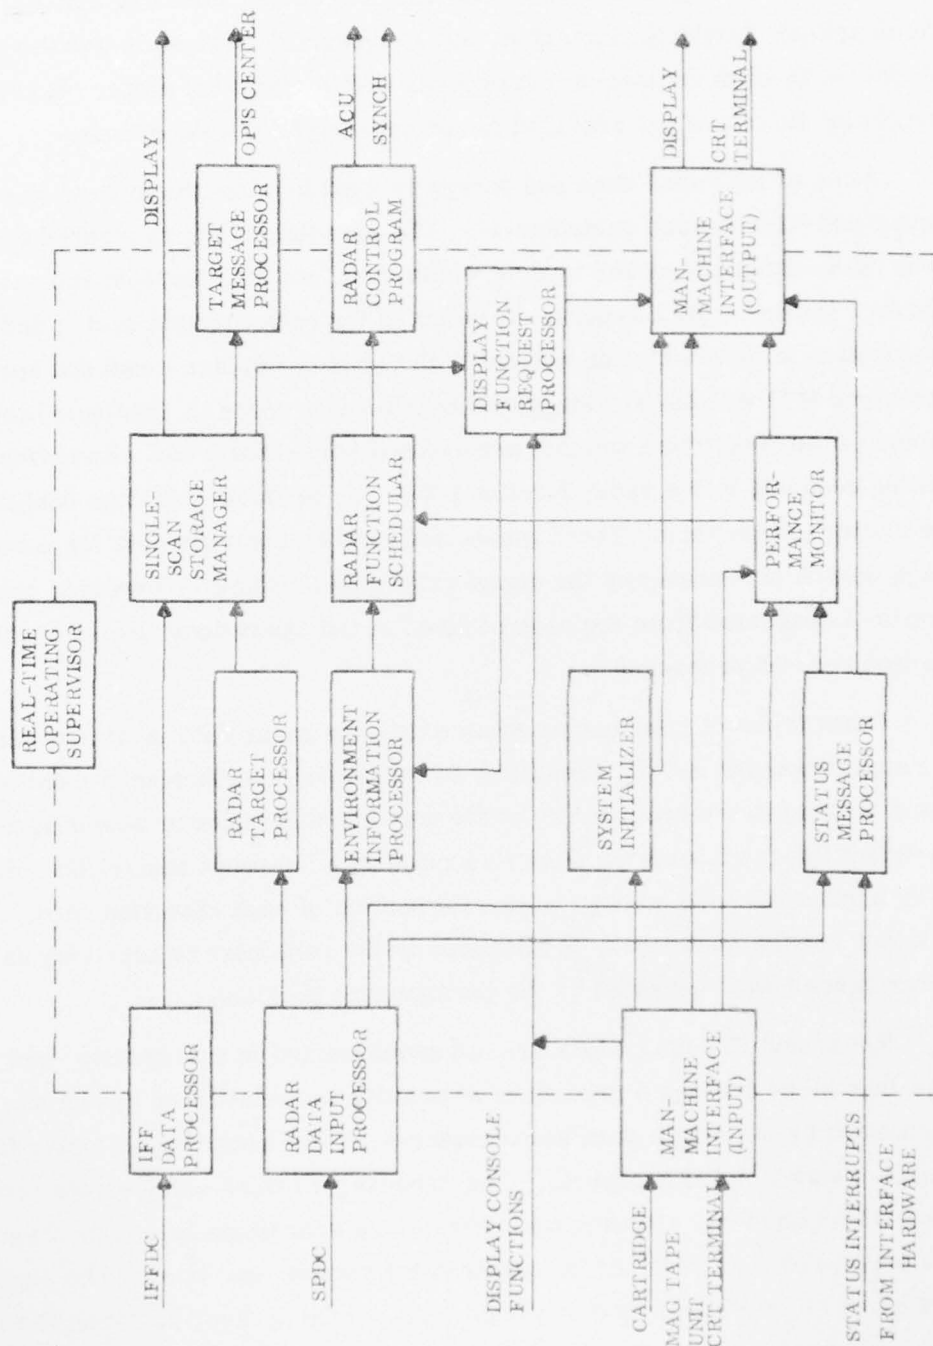 REAL-TIME
OPERATING
SUPERVISOR
IFFDC
IFF
DATA
PROCESSOR
SINGLE-
SCAN
STORAGE
MANAGER
DISPLAY
TARGET
MESSAGE
PROCESSOR
OP'S CENTER
SPDC
RADAR
DATA
INPUT
PROCESSOR
RADAR
TARGET
PROCESSOR
ENVIRONMENT
INFORMATION
PROCESSOR
RADAR
FUNCTION
SCHEDULAR
RADAR
CONTROL
PROGRAM
ACU
SYNCH
DISPLAY CONSOLE
FUNCTIONS
DISPLAY
FUNCTION
REQUEST
PROCESSOR
CARTRIDGE
MAG TAPE
UNIT
CRT TERMINAL
MAN-
MACHINE
INTERFACE
(INPUT)
SYSTEM
INITIALIZER
PERFOR-
MANCE
MONITOR
MAN-
MACHINE
INTERFACE
(OUTPUT)
DISPLAY
CRT
TERMINAL
STATUS INTERRUPTS
FROM INTERFACE
HARDWARE
STATUS
MESSAGE
PROCESSOR